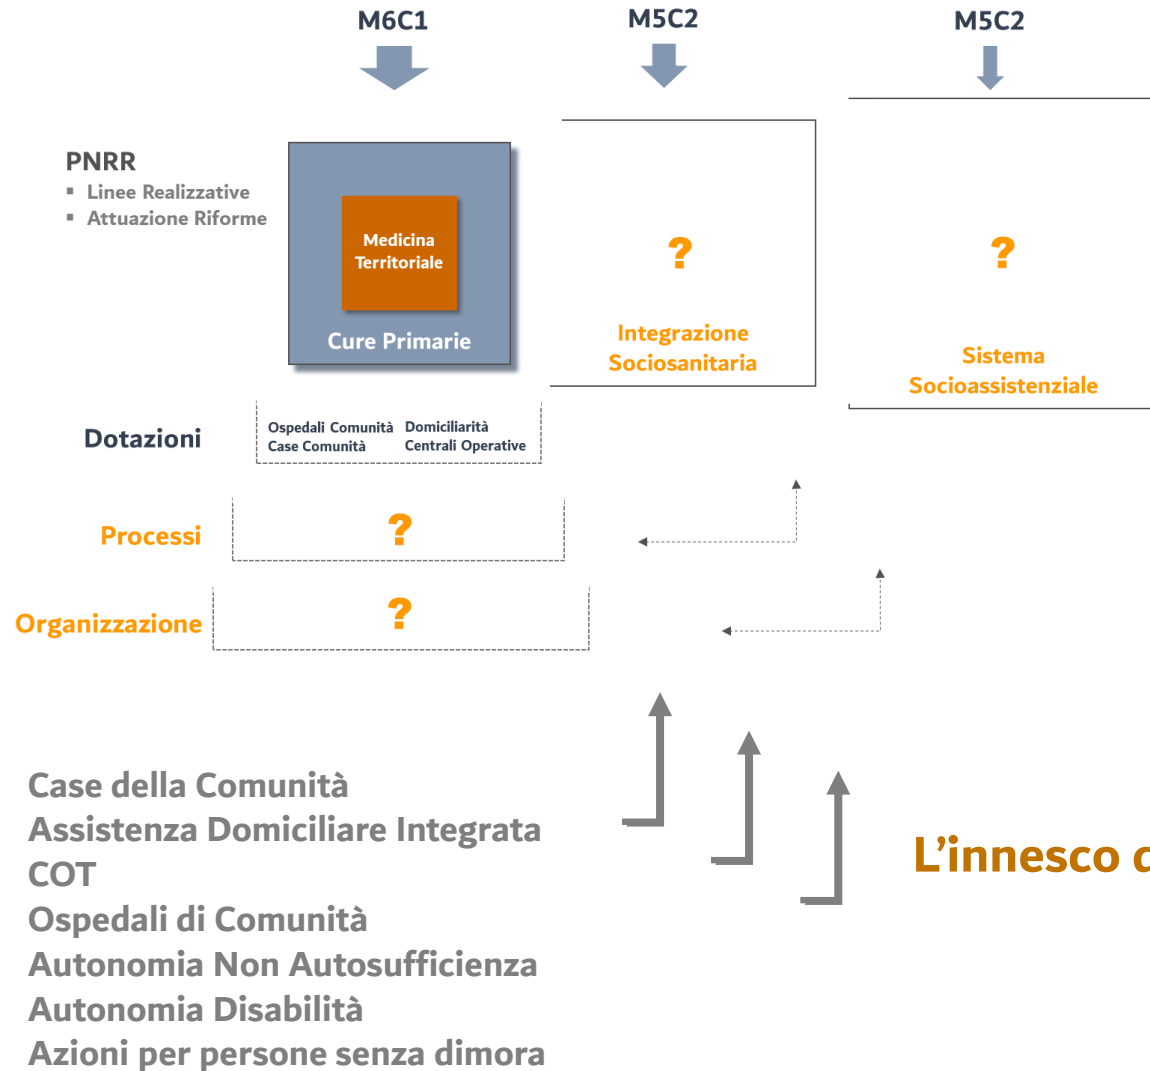 M6C1
M5C2
M5C2
PNRR
▪ Linee Realizzative
▪ Attuazione Riforme
Medicina
Territoriale
Cure Primarie
?
Integrazione
Sociosanitaria
?
Sistema
Socioassistenziale
Dotazioni
Ospedali Comunità Domiciliarità
Case Comunità Centrali Operative
Processi
?
Organizzazione
?
Case della Comunità
Assistenza Domiciliare Integrata
COT
Ospedali di Comunità
Autonomia Non Autosufficienza
Autonomia Disabilità
Azioni per persone senza dimora
L'innesco